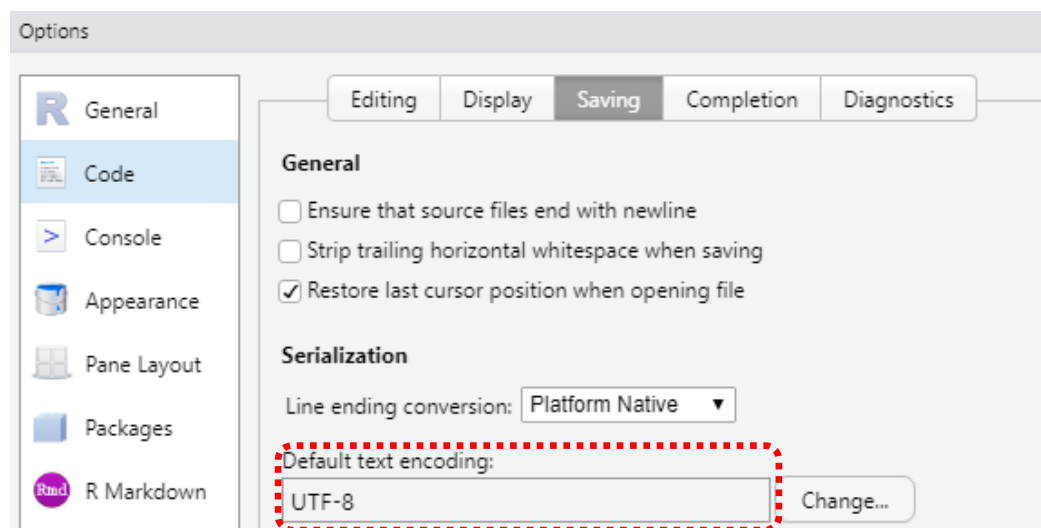 Options
R General
Code
> Console
Appearance
Pane Layout
Packages
Rmd R Markdown
Editing Display Saving Completion Diagnostics
General
Ensure that source files end with newline
Strip trailing horizontal whitespace when saving
Restore last cursor position when opening file
Serialization
Line ending conversion: Platform Native
Default text encoding:
UTF-8 Change...